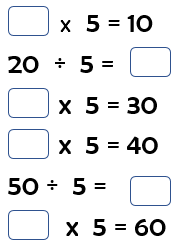 x 5 = 10
20 ÷ 5 =
x 5 = 30
x 5 = 40
50 ÷ 5 =
x 5 = 60